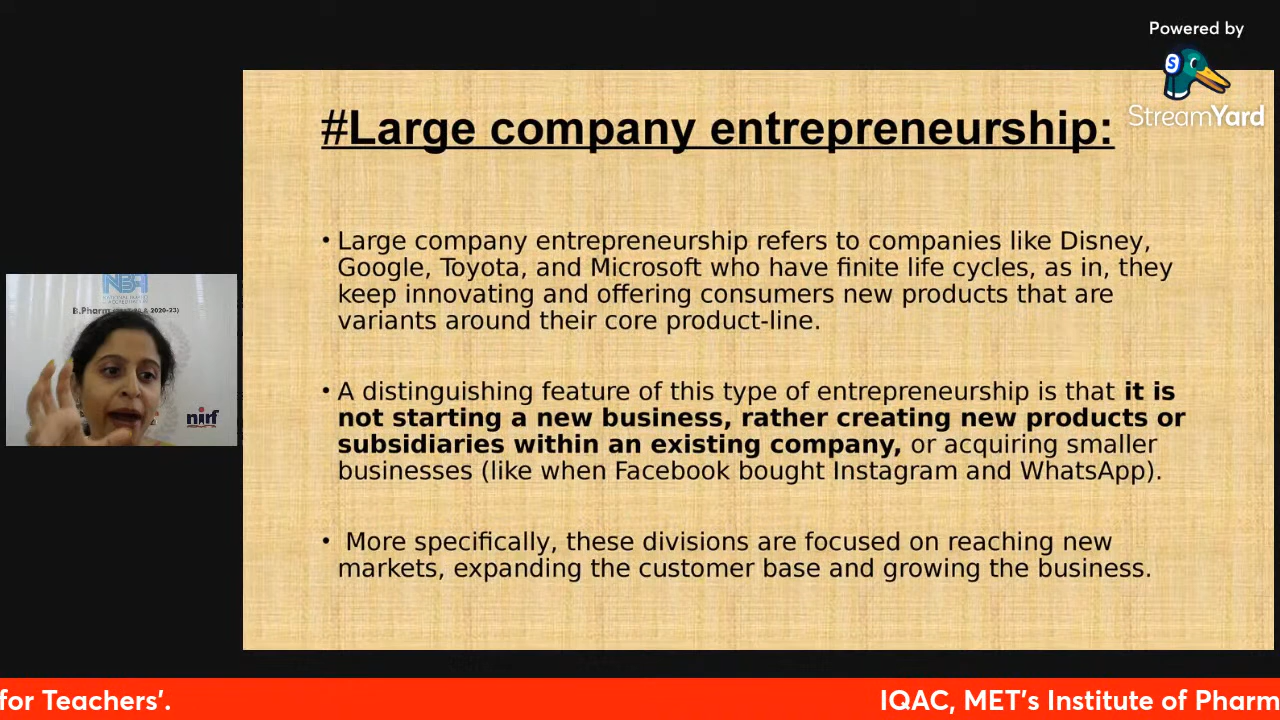 Powered by
StreamYard
#Large company entrepreneurship:
• Large company entrepreneurship refers to companies like Disney,
Google, Toyota, and Microsoft who have finite life cycles, as in, they
keep innovating and offering consumers new products that are
variants around their core product-line.
• A distinguishing feature of this type of entrepreneurship is that it is
not starting a new business, rather creating new products or
subsidiaries within an existing company, or acquiring smaller
businesses (like when Facebook bought Instagram and WhatsApp).
• More specifically, these divisions are focused on reaching new
markets, expanding the customer base and growing the business.
NBA
B.Pharm 2020-23)
nirf
for Teachers'. IQAC, MET's Institute of Pharm